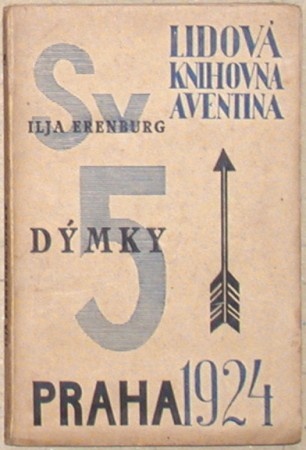 LIDOVÁ
KNIHOVNA
AVENTINA
Sv
ILJA ERENBURG
5
DÝMKY
PRAHA 1924